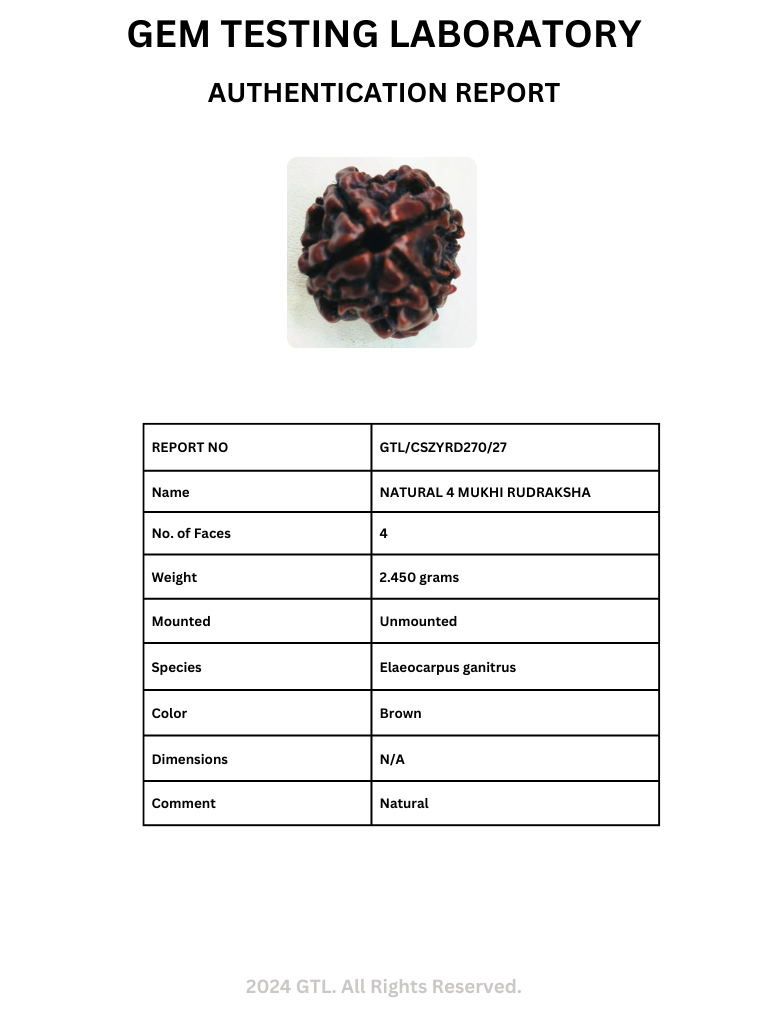 GEM TESTING LABORATORY
AUTHENTICATION REPORT
REPORT NO GTL/CSZYRD270/27
Name NATURAL 4 MUKHI RUDRAKSHA
No. of Faces 4
Weight 2.450 grams
Mounted Unmounted
Species Elaeocarpus ganitrus
Color Brown
Dimensions N/A
Comment Natural
2024 GTL. All Rights Reserved.